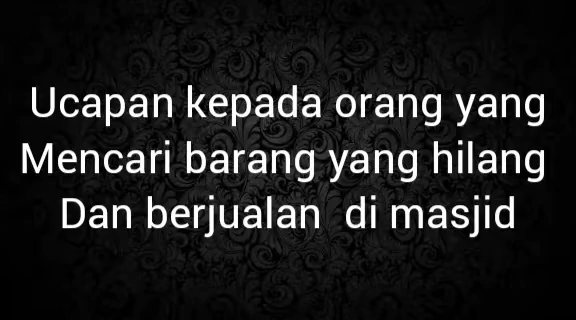 Ucapan kepada orang yang
Mencari barang yang hilang
Dan berjualan di masjid